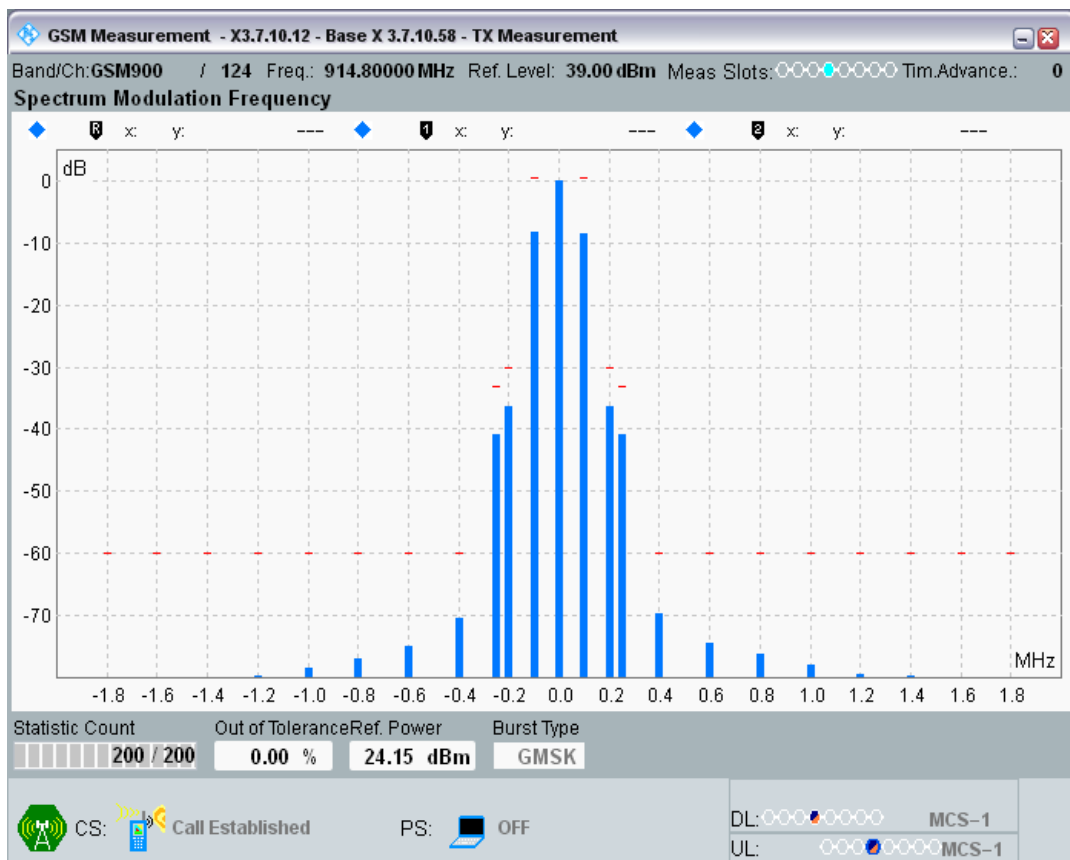 GSM Measurement - X3.7.10.12 - Base X 3.7.10.58 - TX Measurement
Band/Ch:GSM900 / 124 Freq.: 914.80000 MHz Ref. Level: 39.00 dBm Meas Slots: Tim.Advance.: 0
Spectrum Modulation Frequency
R x: y: --- 1 x: y: --- 2 x: y: ---
dB
0
-10
-20
-30
-40
-50
-60
-70
MHz
-1.8 -1.6 -1.4 -1.2 -1.0 -0.8 -0.6 -0.4 -0.2 0.0 0.2 0.4 0.6 0.8 1.0 1.2 1.4 1.6 1.8
Statistic Count Out of Tolerance Ref. Power Burst Type
200 / 200 0.00 % 24.15 dBm GMSK
CS: Call Established PS: OFF
DL: MCS-1
UL: MCS-1